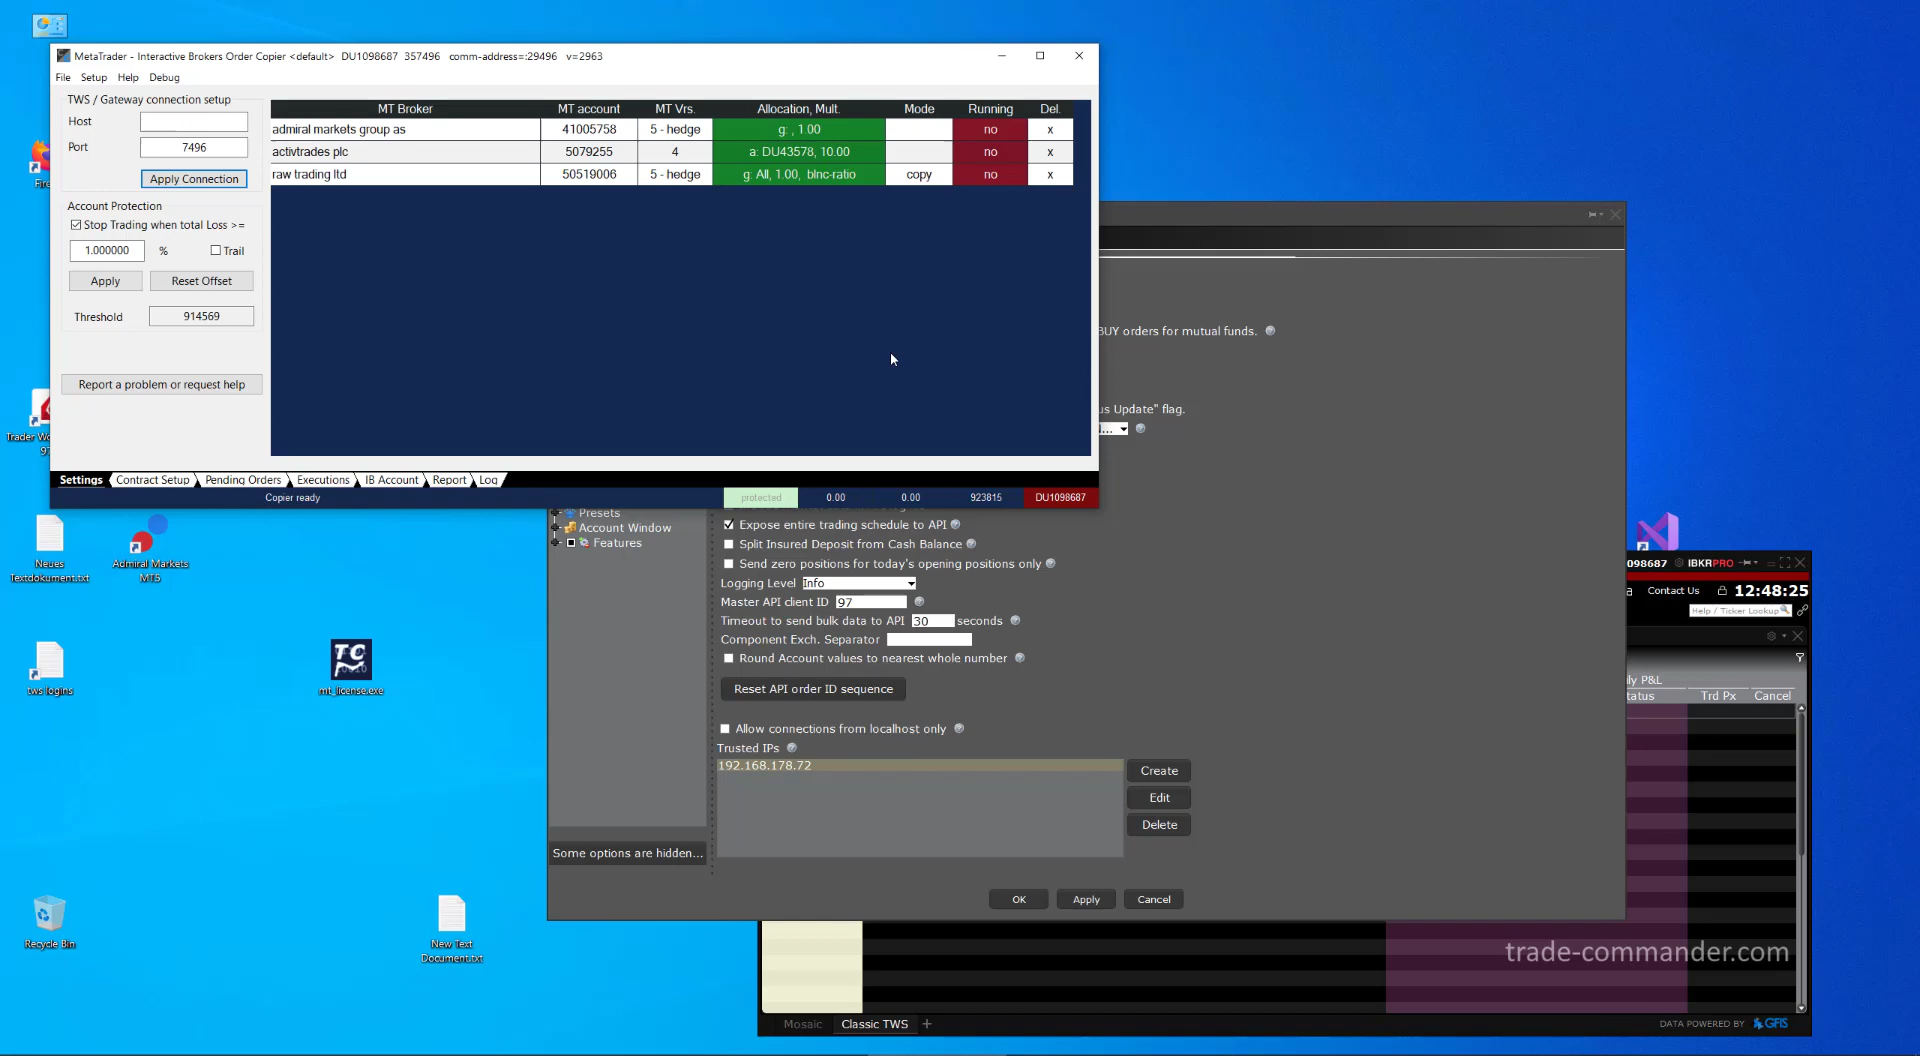 MetaTrader - Interactive Brokers Order Copier <default> DU1098687 357496 comm-address=:29496 v=2963
File Setup Help Debug
TWS / Gateway connection setup
Host
Port 7496
Apply Connection
Account Protection
Stop Trading when total Loss >=
1.000000 % Trail
Apply Reset Offset
Threshold 914569
Report a problem or request help
MT Broker MT account MT Vrs. Allocation, Mult. Mode Running Del.
admiral markets group as 41005758 5 - hedge g: , 1.00 no x
activtrades plc 5079255 4 a: DU43578, 10.00 no x
raw trading ltd 50519006 5 - hedge g: All, 1.00, blnc-ratio copy no x
Settings Contract Setup Pending Orders Executions IB Account Report Log
Copier ready protected 0.00 0.00 923815 DU1098687
BUY orders for mutual funds.
us Update" flag.
Presets
Account Window
Features
Expose entire trading schedule to API
Split Insured Deposit from Cash Balance
Send zero positions for today's opening positions only
Logging Level Info
Master API client ID 97
Timeout to send bulk data to API 30 seconds
Component Exch. Separator
Round Account values to nearest whole number
Reset API order ID sequence
Allow connections from localhost only
Trusted IPs
192.168.178.72
Create
Edit
Delete
Some options are hidden...
OK Apply Cancel
098687 IBKRPRO
Contact Us 12:48:25
Help / Ticker Lookup
ily P&L
tatus Trd Px Cancel
trade-commander.com
Mosaic Classic TWS +
DATA POWERED BY GFIS
Fire
Trader Wo
97
Neues
Textdokument.txt
Admiral Markets
MT5
tws logins
mt_license.exe
TC
Recycle Bin
New Text
Document.txt